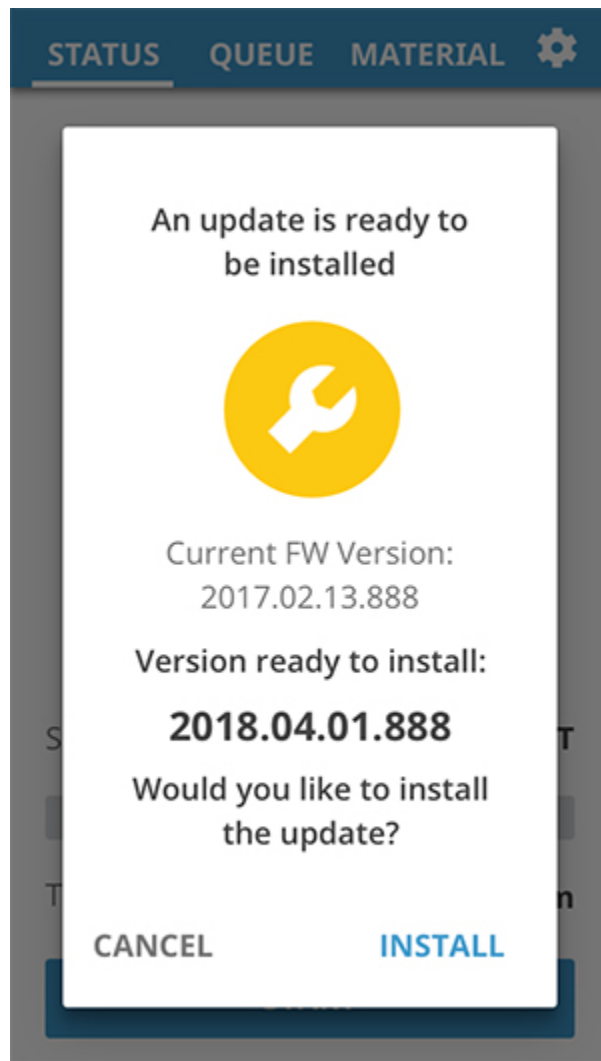 STATUS QUEUE MATERIAL
An update is ready to
be installed
Current FW Version:
2017.02.13.888
Version ready to install:
2018.04.01.888
Would you like to install
the update?
CANCEL INSTALL